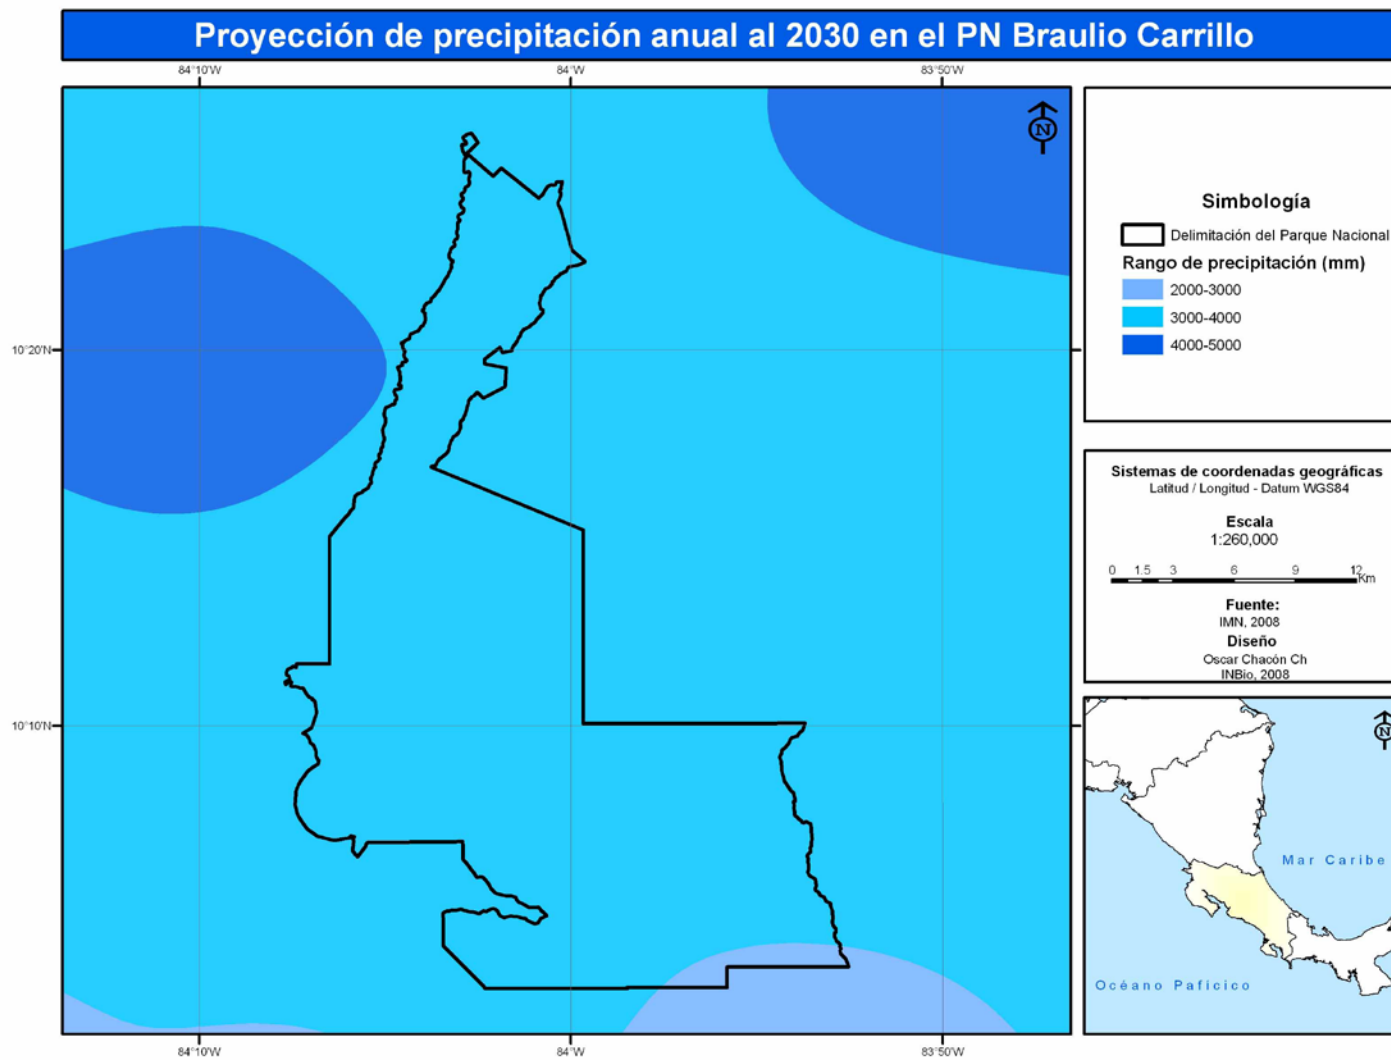 Proyección de precipitación anual al 2030 en el PN Braulio Carrillo
84°10'W 84°W 83°50'W
N
10°20'N
10°10'N
84°10'W 84°W 83°50'W
Simbología
Delimitación del Parque Nacional
Rango de precipitación (mm)
2000-3000
3000-4000
4000-5000
Sistemas de coordenadas geográficas
Latitud / Longitud - Datum WGS84
Escala
1:260,000
0 1.5 3 6 9 12
Km
Fuente:
IMN, 2008
Diseño
Oscar Chacón Ch
INBio, 2008
N
Mar Caribe
Océano Pafícico